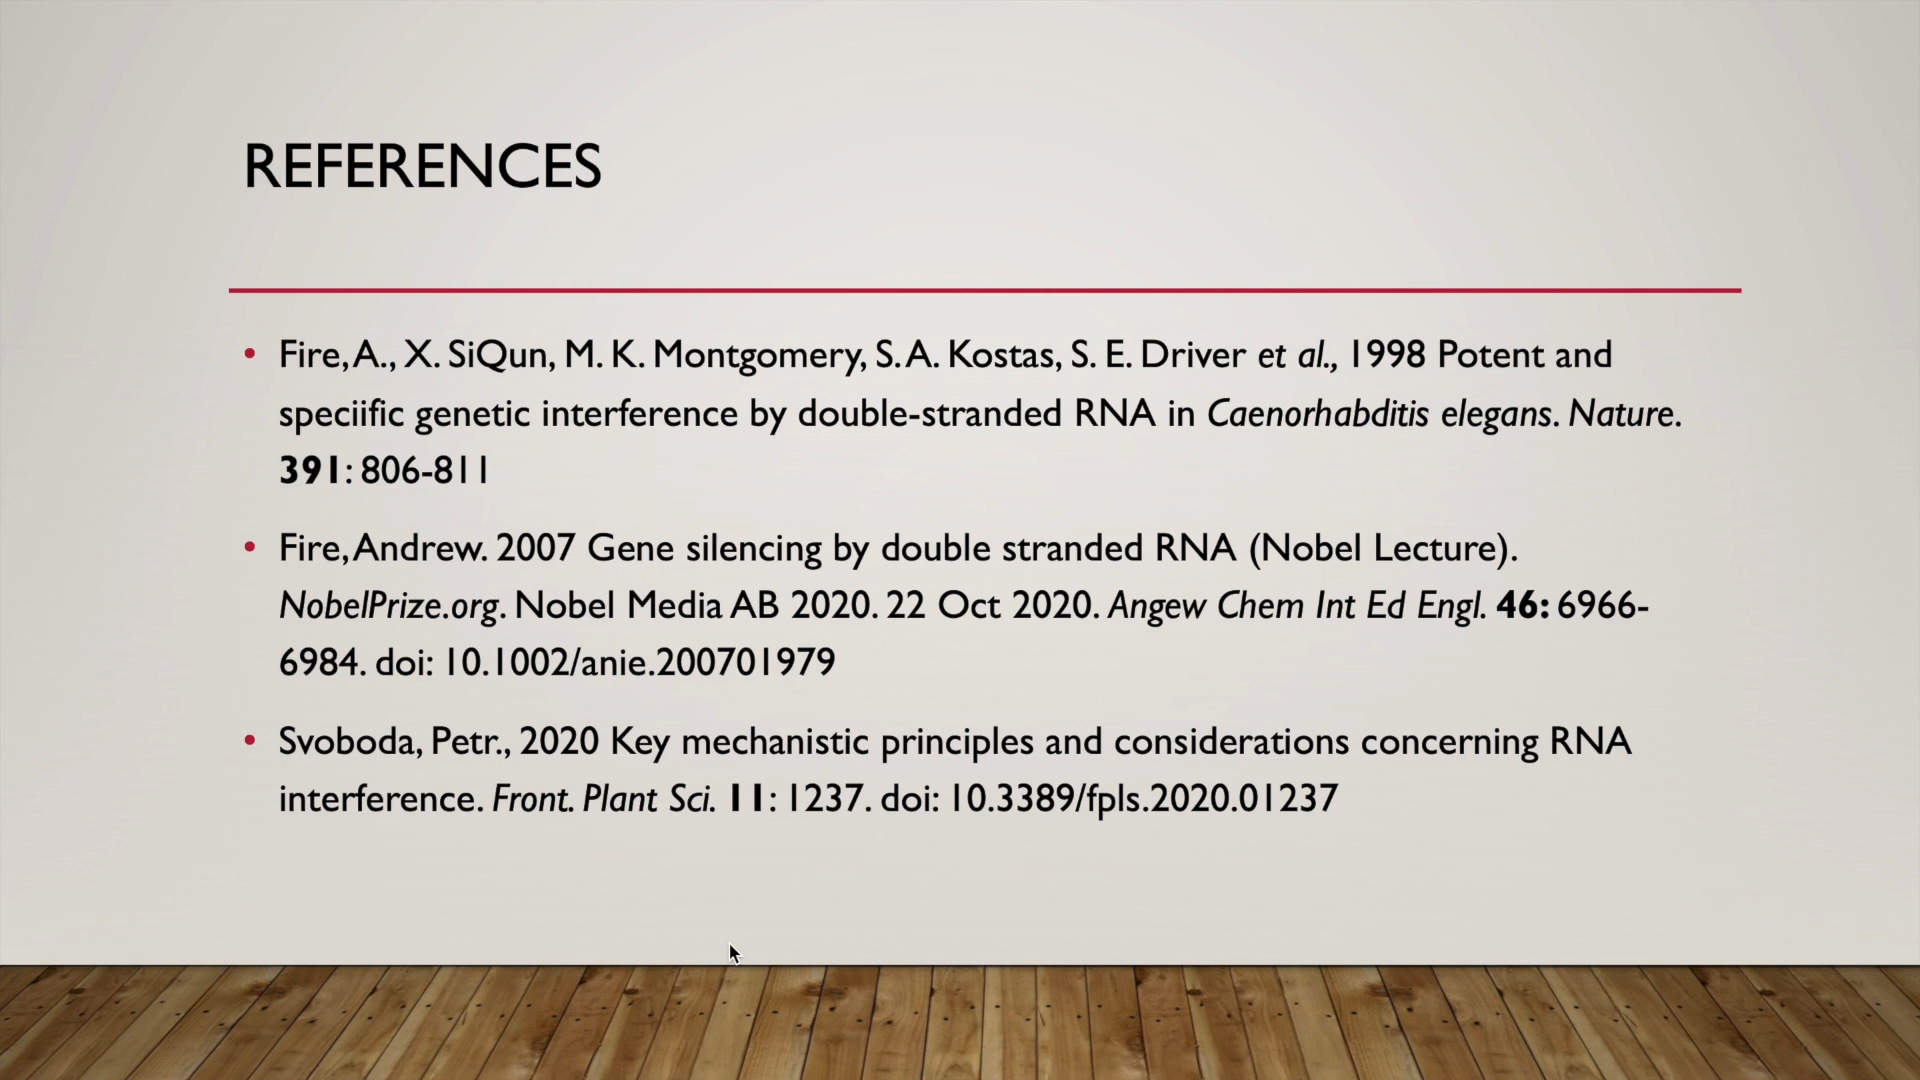 REFERENCES
• Fire, A., X. SiQun, M. K. Montgomery, S. A. Kostas, S. E. Driver et al., 1998 Potent and
speciific genetic interference by double-stranded RNA in Caenorhabditis elegans. Nature.
391: 806-811
• Fire, Andrew. 2007 Gene silencing by double stranded RNA (Nobel Lecture).
NobelPrize.org. Nobel Media AB 2020. 22 Oct 2020. Angew Chem Int Ed Engl. 46: 6966-
6984. doi: 10.1002/anie.200701979
• Svoboda, Petr., 2020 Key mechanistic principles and considerations concerning RNA
interference. Front. Plant Sci. 11: 1237. doi: 10.3389/fpls.2020.01237